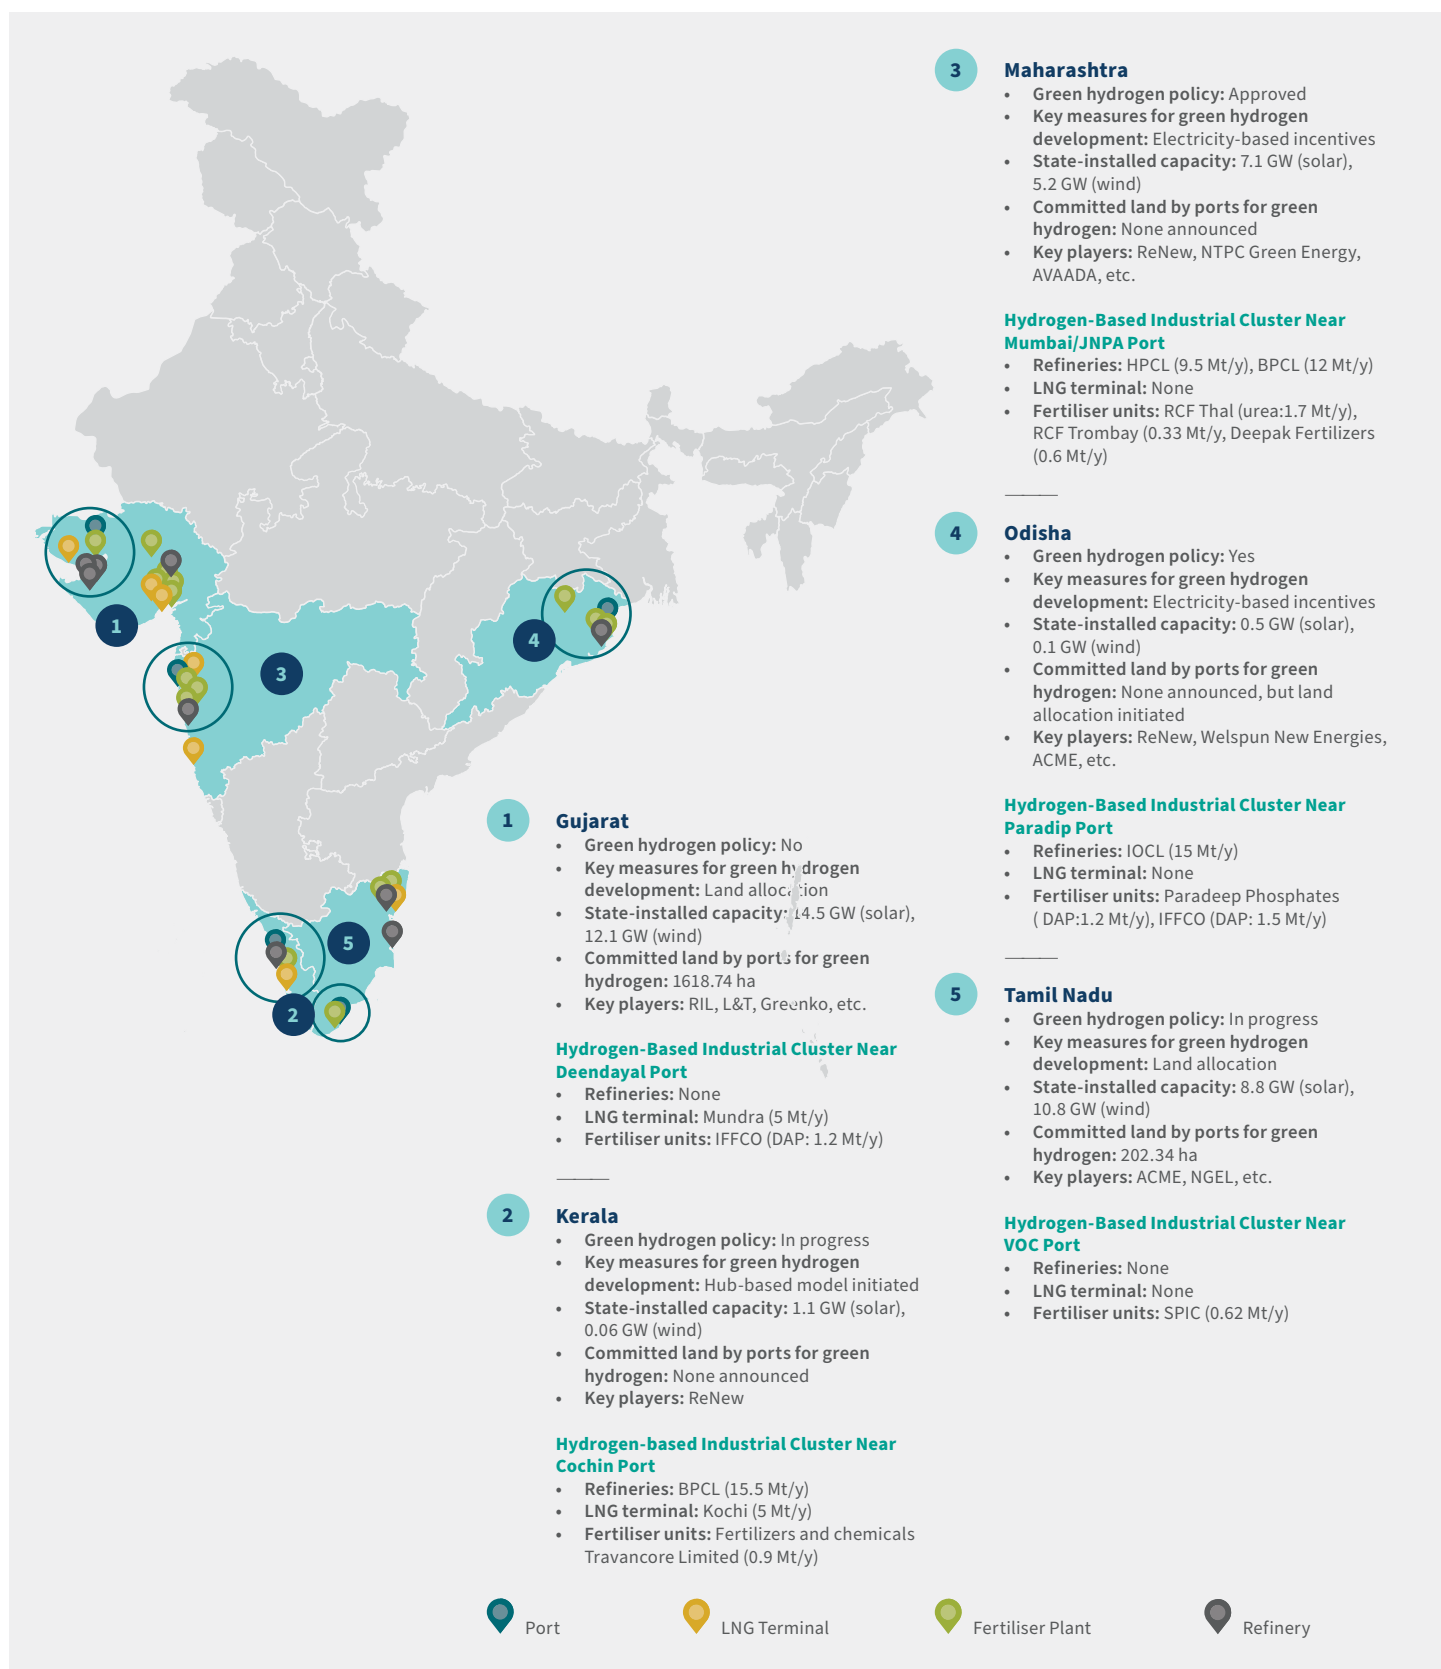 1
2
3
4
5
1
Gujarat
• Green hydrogen policy: No
• Key measures for green hydrogen
development: Land allocation
• State-installed capacity: 14.5 GW (solar),
12.1 GW (wind)
• Committed land by ports for green
hydrogen: 1618.74 ha
• Key players: RIL, L&T, Greenko, etc.
Hydrogen-Based Industrial Cluster Near
Deendayal Port
• Refineries: None
• LNG terminal: Mundra (5 Mt/y)
• Fertiliser units: IFFCO (DAP: 1.2 Mt/y)
2
Kerala
• Green hydrogen policy: In progress
• Key measures for green hydrogen
development: Hub-based model initiated
• State-installed capacity: 1.1 GW (solar),
0.06 GW (wind)
• Committed land by ports for green
hydrogen: None announced
• Key players: ReNew
Hydrogen-based Industrial Cluster Near
Cochin Port
• Refineries: BPCL (15.5 Mt/y)
• LNG terminal: Kochi (5 Mt/y)
• Fertiliser units: Fertilizers and chemicals
Travancore Limited (0.9 Mt/y)
3
Maharashtra
• Green hydrogen policy: Approved
• Key measures for green hydrogen
development: Electricity-based incentives
• State-installed capacity: 7.1 GW (solar),
5.2 GW (wind)
• Committed land by ports for green
hydrogen: None announced
• Key players: ReNew, NTPC Green Energy,
AVAADA, etc.
Hydrogen-Based Industrial Cluster Near
Mumbai/JNPA Port
• Refineries: HPCL (9.5 Mt/y), BPCL (12 Mt/y)
• LNG terminal: None
• Fertiliser units: RCF Thal (urea:1.7 Mt/y),
RCF Trombay (0.33 Mt/y, Deepak Fertilizers
(0.6 Mt/y)
4
Odisha
• Green hydrogen policy: Yes
• Key measures for green hydrogen
development: Electricity-based incentives
• State-installed capacity: 0.5 GW (solar),
0.1 GW (wind)
• Committed land by ports for green
hydrogen: None announced, but land
allocation initiated
• Key players: ReNew, Welspun New Energies,
ACME, etc.
Hydrogen-Based Industrial Cluster Near
Paradip Port
• Refineries: IOCL (15 Mt/y)
• LNG terminal: None
• Fertiliser units: Paradeep Phosphates
( DAP:1.2 Mt/y), IFFCO (DAP: 1.5 Mt/y)
5
Tamil Nadu
• Green hydrogen policy: In progress
• Key measures for green hydrogen
development: Land allocation
• State-installed capacity: 8.8 GW (solar),
10.8 GW (wind)
• Committed land by ports for green
hydrogen: 202.34 ha
• Key players: ACME, NGEL, etc.
Hydrogen-Based Industrial Cluster Near
VOC Port
• Refineries: None
• LNG terminal: None
• Fertiliser units: SPIC (0.62 Mt/y)
Port
LNG Terminal
Fertiliser Plant
Refinery